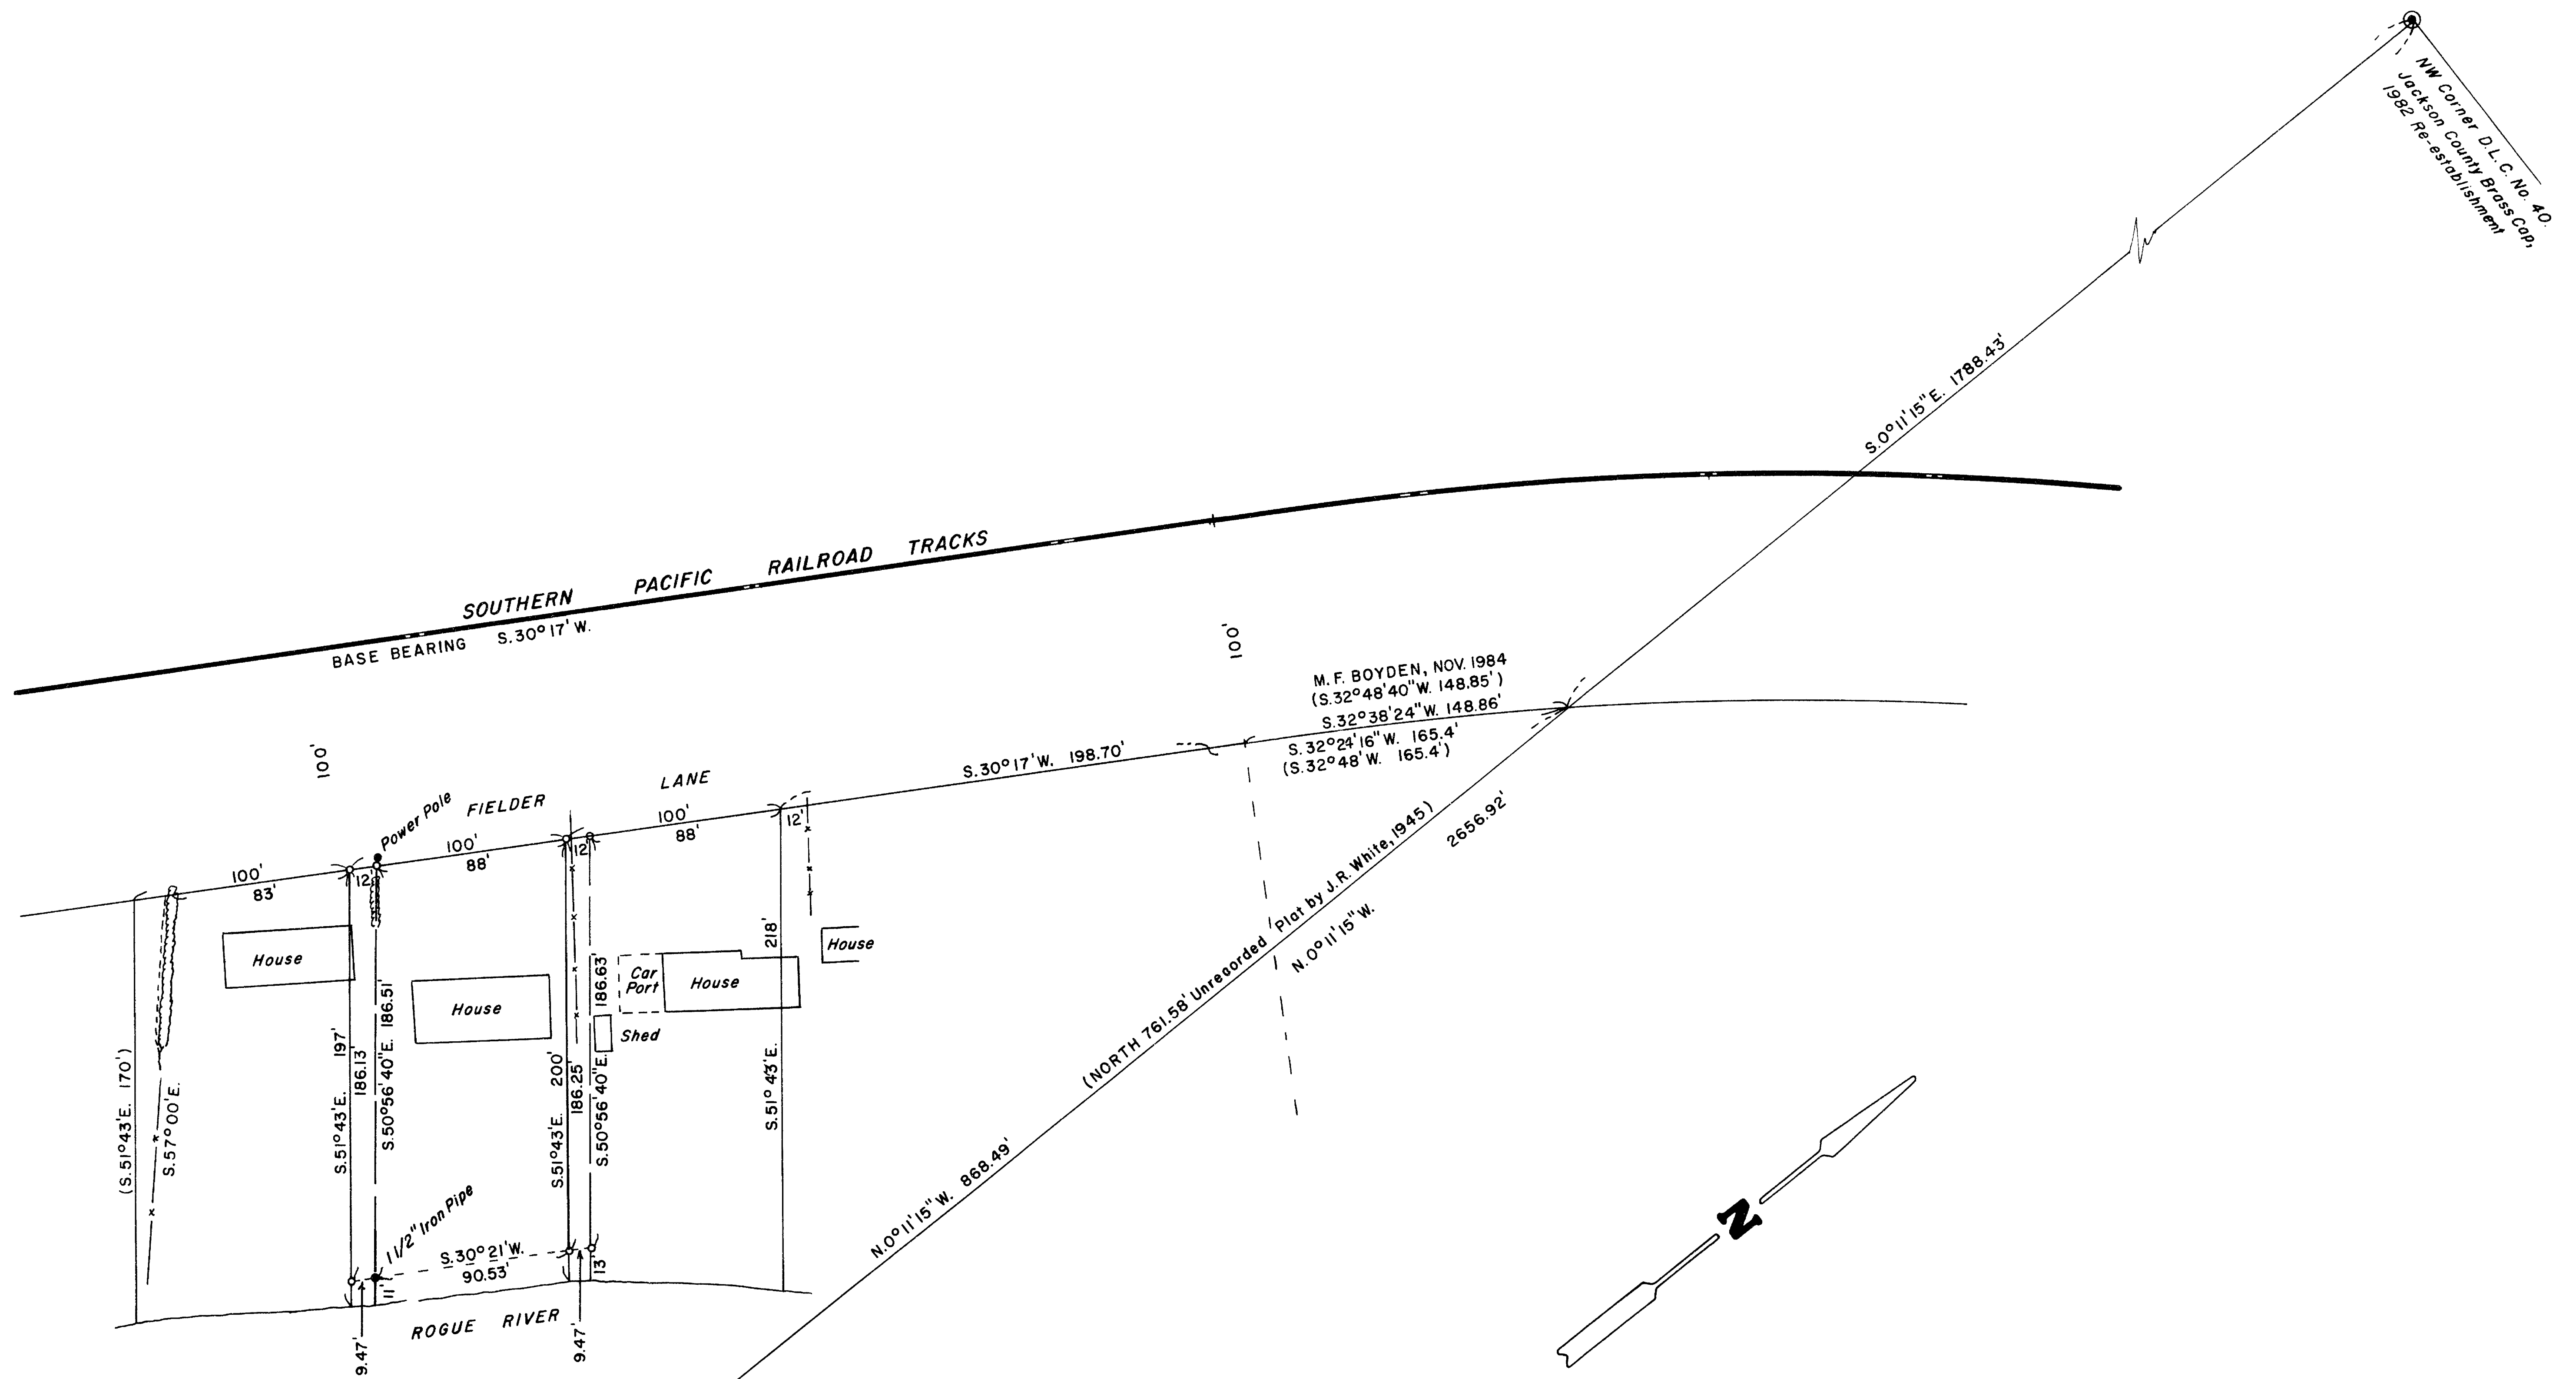 NW Corner D.L.C. No. 40.
Jackson County Brass Cap,
1982 Re-establishment
S.0°11'15"E. 1788.43'
SOUTHERN PACIFIC RAILROAD TRACKS
BASE BEARING S.30°17'W.
100'
100'
M.F. BOYDEN, NOV. 1984
(S.32°48'40"W. 148.85')
S.32°38'24"W. 148.86'
S.32°24'16"W. 165.4'
(S.32°48'W. 165.4')
S.30°17'W. 198.70'
FIELDER LANE
Power Pole
100'
83'
12'
100'
88'
12'
100'
88'
12'
House
House
Car
Port
House
House
Shed
(S.51°43'E. 170')
S.57°00'E.
S.51°43'E. 197'
186.13
S.50°56'40"E. 186.51'
S.51°43'E. 200'
186.25'
S.50°56'40"E. 186.63'
S.51°43'E. 218'
1 1/2" Iron Pipe
S.30°21'W.
90.53'
11'
13'
9.47'
9.47'
ROGUE RIVER
(NORTH 761.58' Unrecorded Plat by J.R. White, 1945)
2656.92'
N.0°11'15"W.
N.0°11'15"W. 868.49'
N